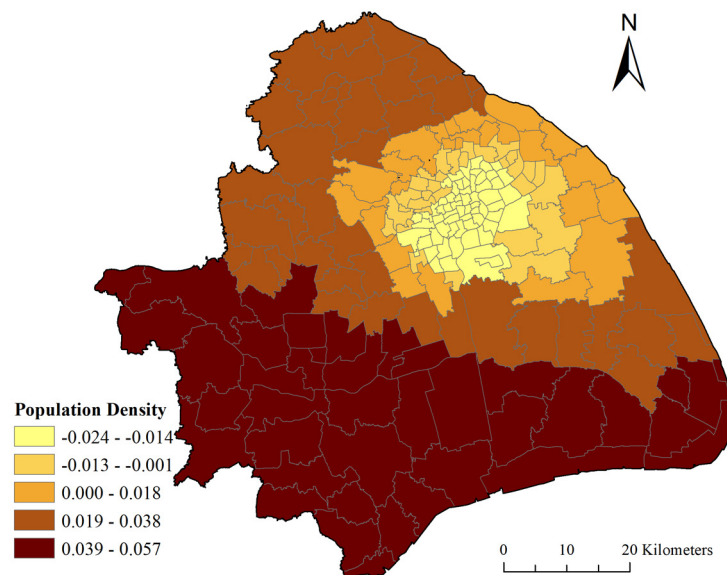 N
Population Density
-0.024 - -0.014
-0.013 - -0.001
0.000 - 0.018
0.019 - 0.038
0.039 - 0.057
0 10 20 Kilometers